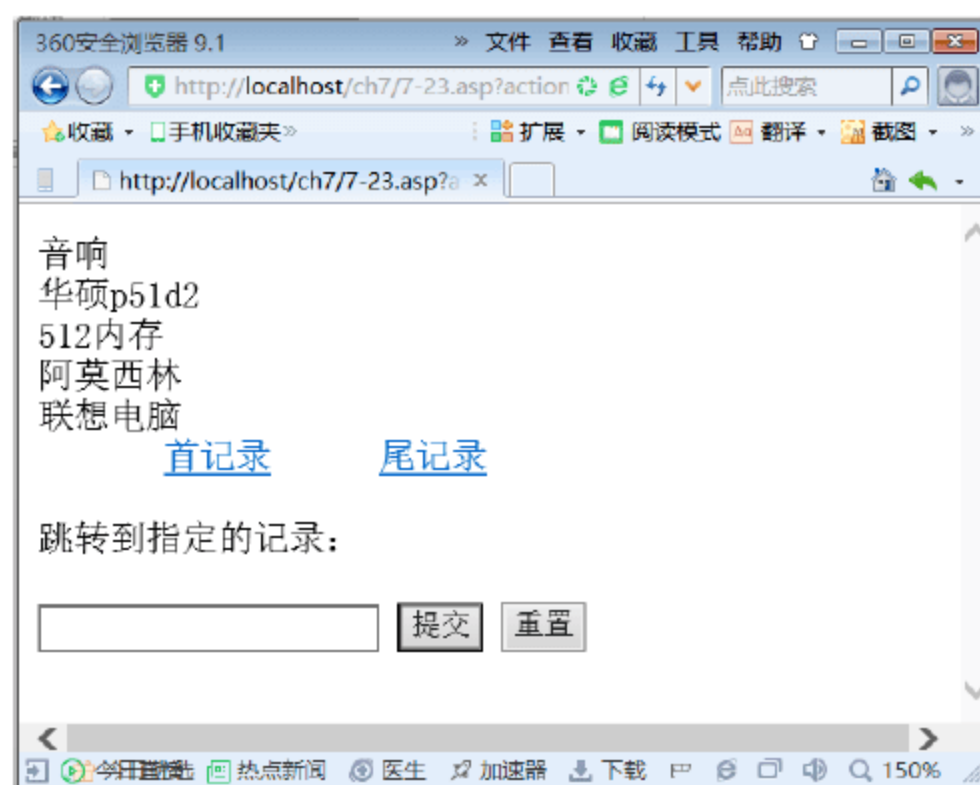 360安全浏览器 9.1 » 文件 查看 收藏 工具 帮助
http://localhost/ch7/7-23.asp?action 点此搜索
收藏 手机收藏夹» 扩展 阅读模式 Aa 翻译 截图 »
http://localhost/ch7/7-23.asp?a ×
音响
华硕p51d2
512内存
阿莫西林
联想电脑
首记录 尾记录
跳转到指定的记录:
提交 重置
热点新闻 医生 加速器 下载 150%